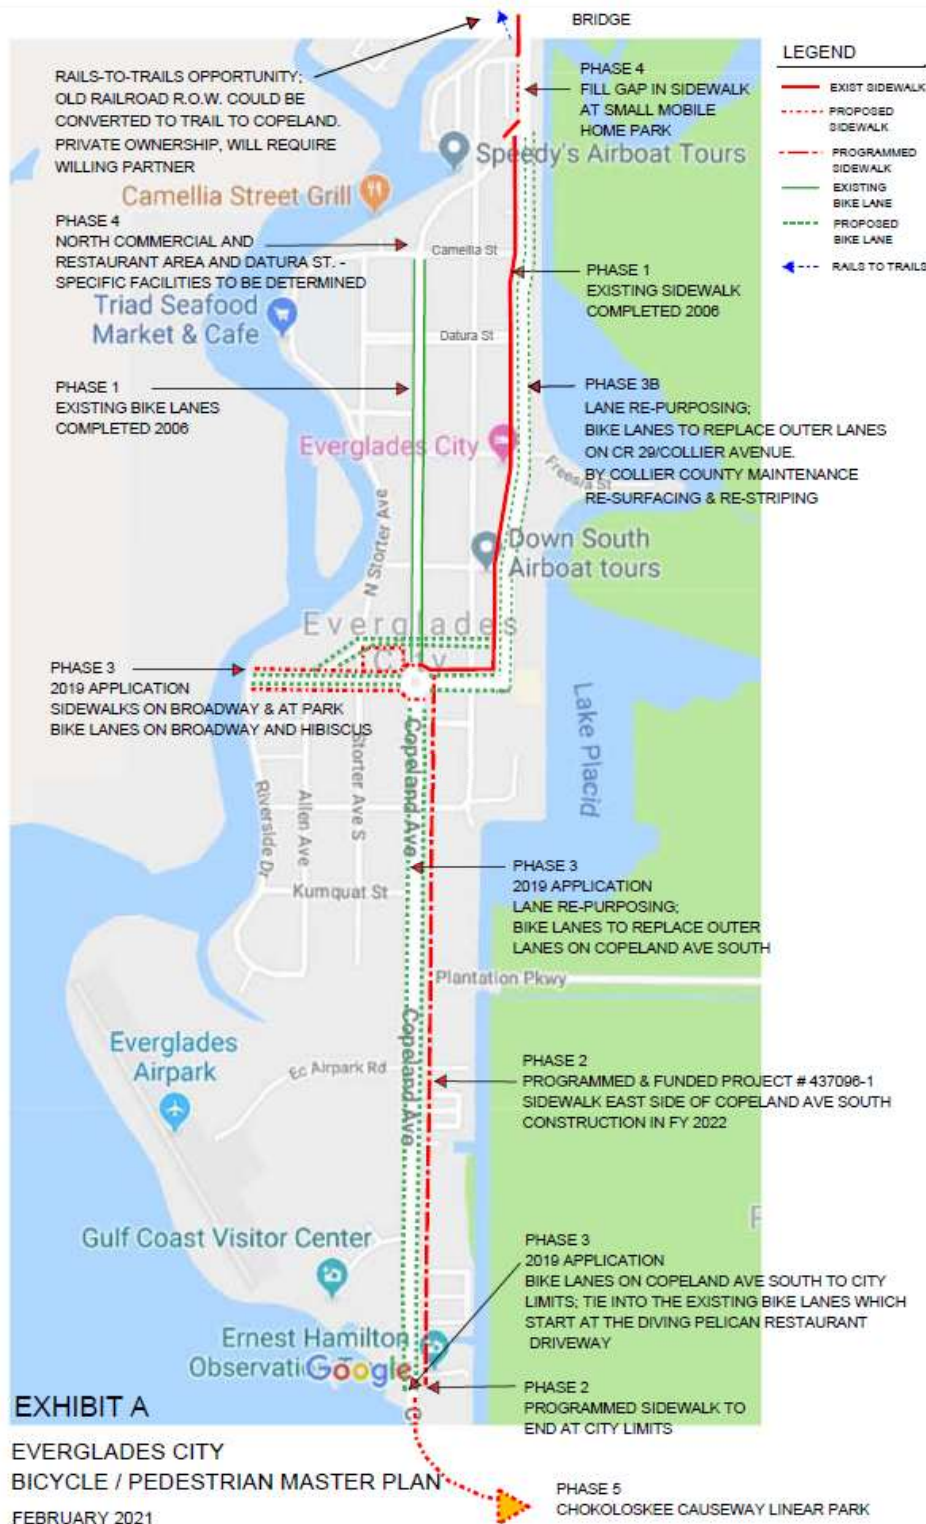 BRIDGE
LEGEND
EXIST SIDEWALK
PROPOSED
SIDEWALK
PROGRAMMED
SIDEWALK
EXISTING
BIKE LANE
PROPOSED
BIKE LANE
RAILS TO TRAILS
RAILS-TO-TRAILS OPPORTUNITY;
OLD RAILROAD R.O.W. COULD BE
CONVERTED TO TRAIL TO COPELAND.
PRIVATE OWNERSHIP, WILL REQUIRE
WILLING PARTNER
PHASE 4
FILL GAP IN SIDEWALK
AT SMALL MOBILE
HOME PARK
Speedy's Airboat Tours
Camellia Street Grill
PHASE 4
NORTH COMMERCIAL AND
RESTAURANT AREA AND DATURA ST. -
SPECIFIC FACILITIES TO BE DETERMINED
Camellia St
PHASE 1
EXISTING SIDEWALK
COMPLETED 2006
Triad Seafood
Market & Cafe
Datura St
PHASE 1
EXISTING BIKE LANES
COMPLETED 2006
PHASE 3B
LANE RE-PURPOSING;
BIKE LANES TO REPLACE OUTER LANES
ON CR 29/COLLIER AVENUE.
BY COLLIER COUNTY MAINTENANCE
RE-SURFACING & RE-STRIPING
Everglades City
Freesia St
N Storter Ave
Down South
Airboat tours
Everglades
City
PHASE 3
2019 APPLICATION
SIDEWALKS ON BROADWAY & AT PARK
BIKE LANES ON BROADWAY AND HIBISCUS
Lake Placid
Copeland Ave
Storter Ave S
Allen Ave
Riverside Dr
Kumquat St
PHASE 3
2019 APPLICATION
LANE RE-PURPOSING;
BIKE LANES TO REPLACE OUTER
LANES ON COPELAND AVE SOUTH
Plantation Pkwy
Copeland Ave
Everglades
Airpark
Ec Airpark Rd
PHASE 2
PROGRAMMED & FUNDED PROJECT # 437096-1
SIDEWALK EAST SIDE OF COPELAND AVE SOUTH
CONSTRUCTION IN FY 2022
Gulf Coast Visitor Center
PHASE 3
2019 APPLICATION
BIKE LANES ON COPELAND AVE SOUTH TO CITY
LIMITS; TIE INTO THE EXISTING BIKE LANES WHICH
START AT THE DIVING PELICAN RESTAURANT
DRIVEWAY
Ernest Hamilton
Google
PHASE 2
PROGRAMMED SIDEWALK TO
END AT CITY LIMITS
EXHIBIT A
EVERGLADES CITY
BICYCLE / PEDESTRIAN MASTER PLAN
FEBRUARY 2021
PHASE 5
CHOKOLOSKEE CAUSEWAY LINEAR PARK